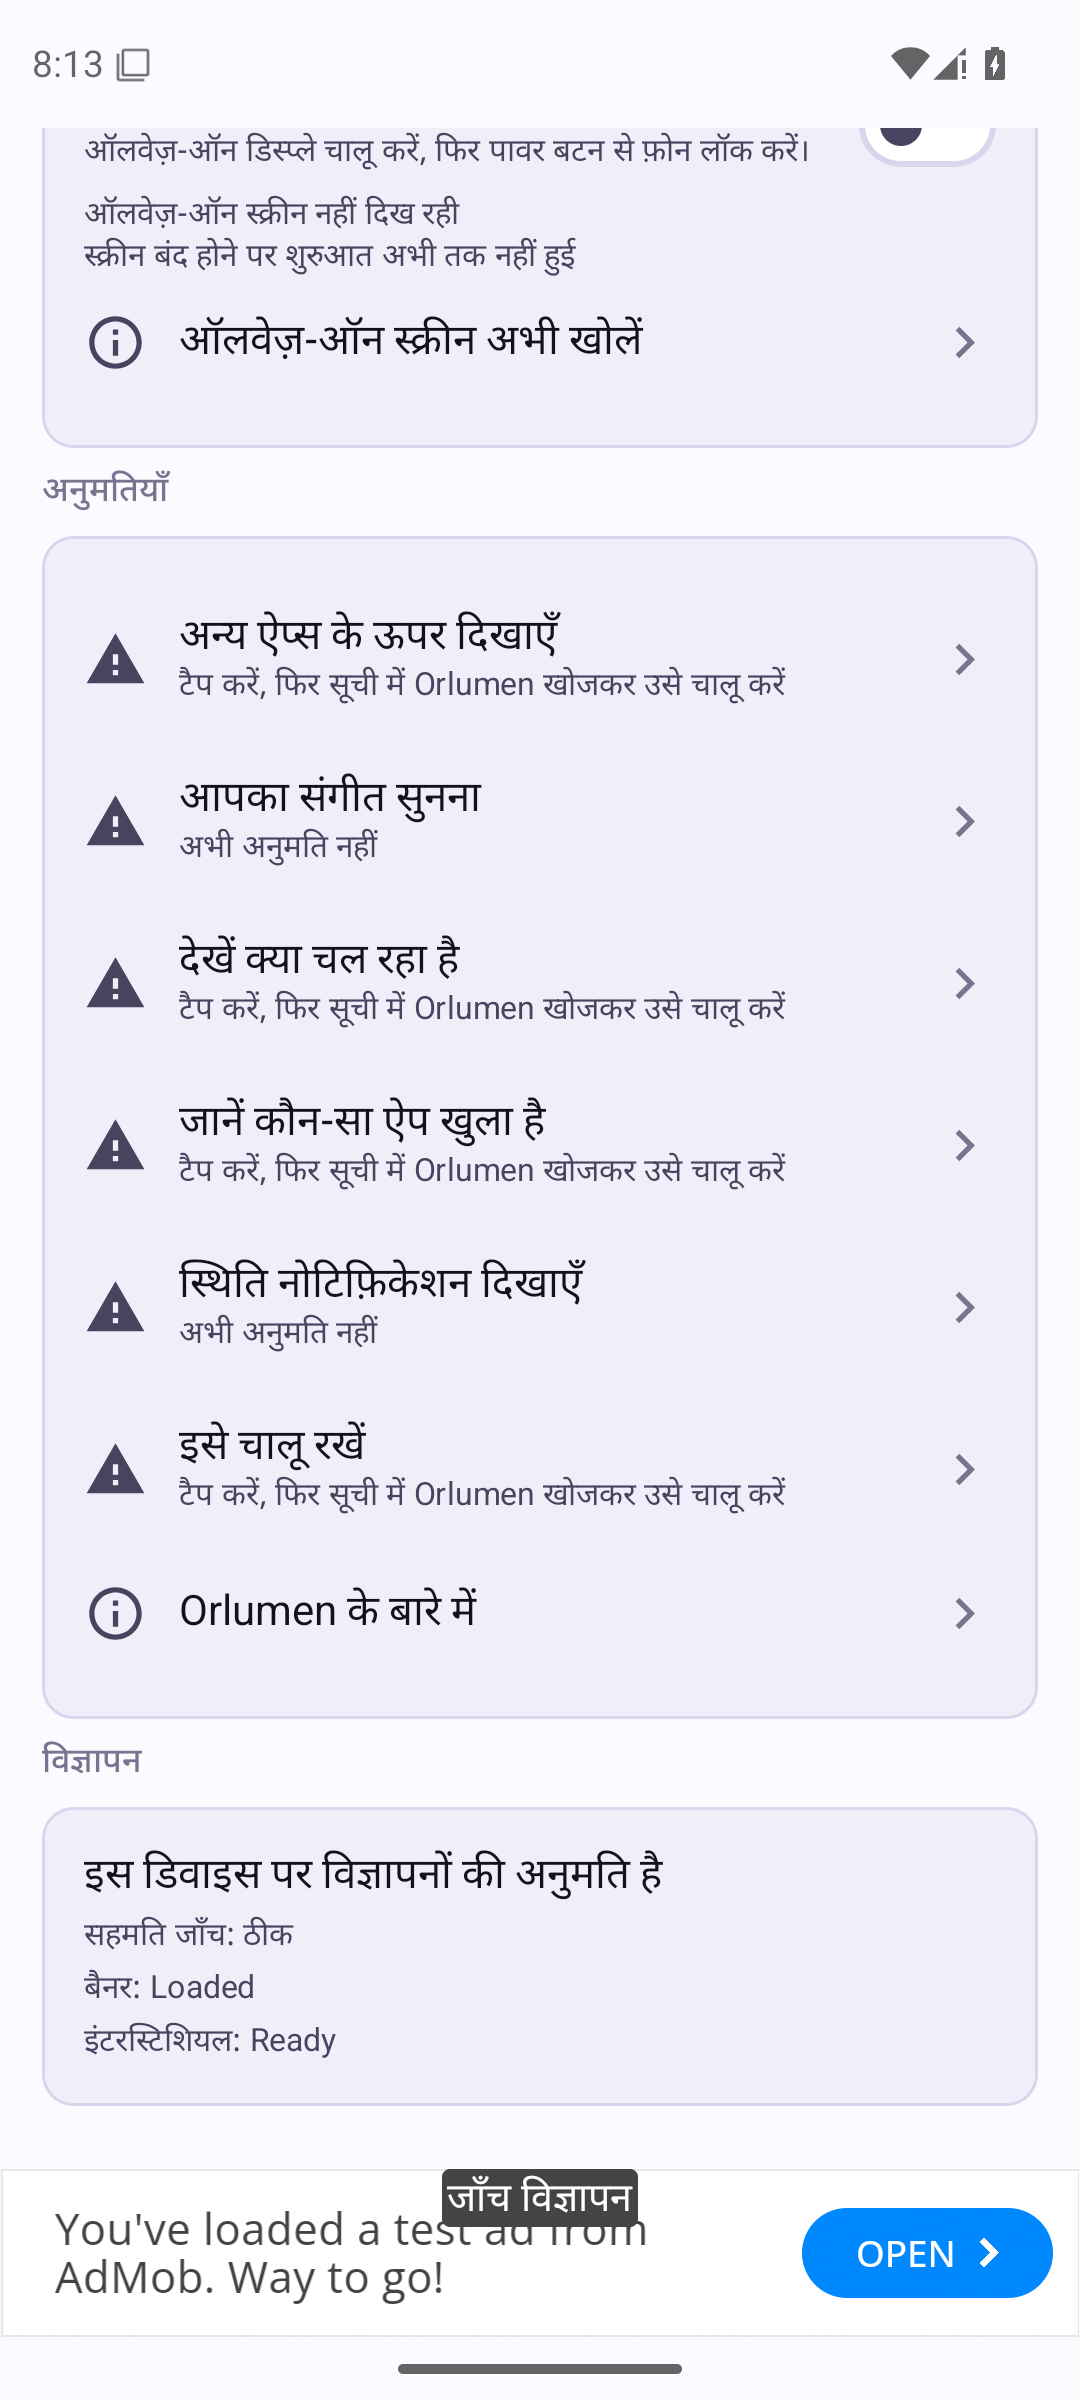 8:13
ऑलवेज़-ऑन डिस्प्ले चालू करें, फिर पावर बटन से फ़ोन लॉक करें।
ऑलवेज़-ऑन स्क्रीन नहीं दिख रही
स्क्रीन बंद होने पर शुरुआत अभी तक नहीं हुई
ऑलवेज़-ऑन स्क्रीन अभी खोलें
अनुमतियाँ
अन्य ऐप्स के ऊपर दिखाएँ
टैप करें, फिर सूची में Orlumen खोजकर उसे चालू करें
आपका संगीत सुनना
अभी अनुमति नहीं
देखें क्या चल रहा है
टैप करें, फिर सूची में Orlumen खोजकर उसे चालू करें
जानें कौन-सा ऐप खुला है
टैप करें, फिर सूची में Orlumen खोजकर उसे चालू करें
स्थिति नोटिफ़िकेशन दिखाएँ
अभी अनुमति नहीं
इसे चालू रखें
टैप करें, फिर सूची में Orlumen खोजकर उसे चालू करें
Orlumen के बारे में
विज्ञापन
इस डिवाइस पर विज्ञापनों की अनुमति है
सहमति जाँच: ठीक
बैनर: Loaded
इंटरस्टिशियल: Ready
जाँच विज्ञापन
You've loaded a test ad from
AdMob. Way to go!
OPEN